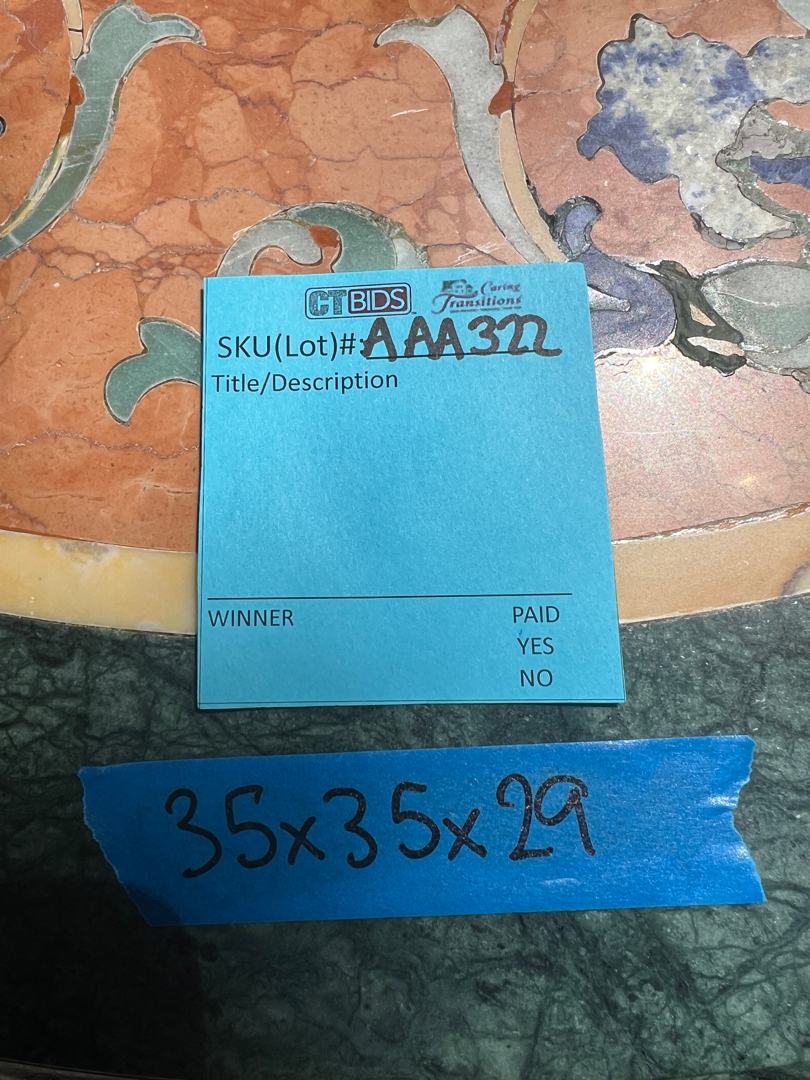 CTBIDS Caring Transitions
SKU(Lot)#: AAA322
Title/Description
WINNER PAID
YES
NO
35x35x29